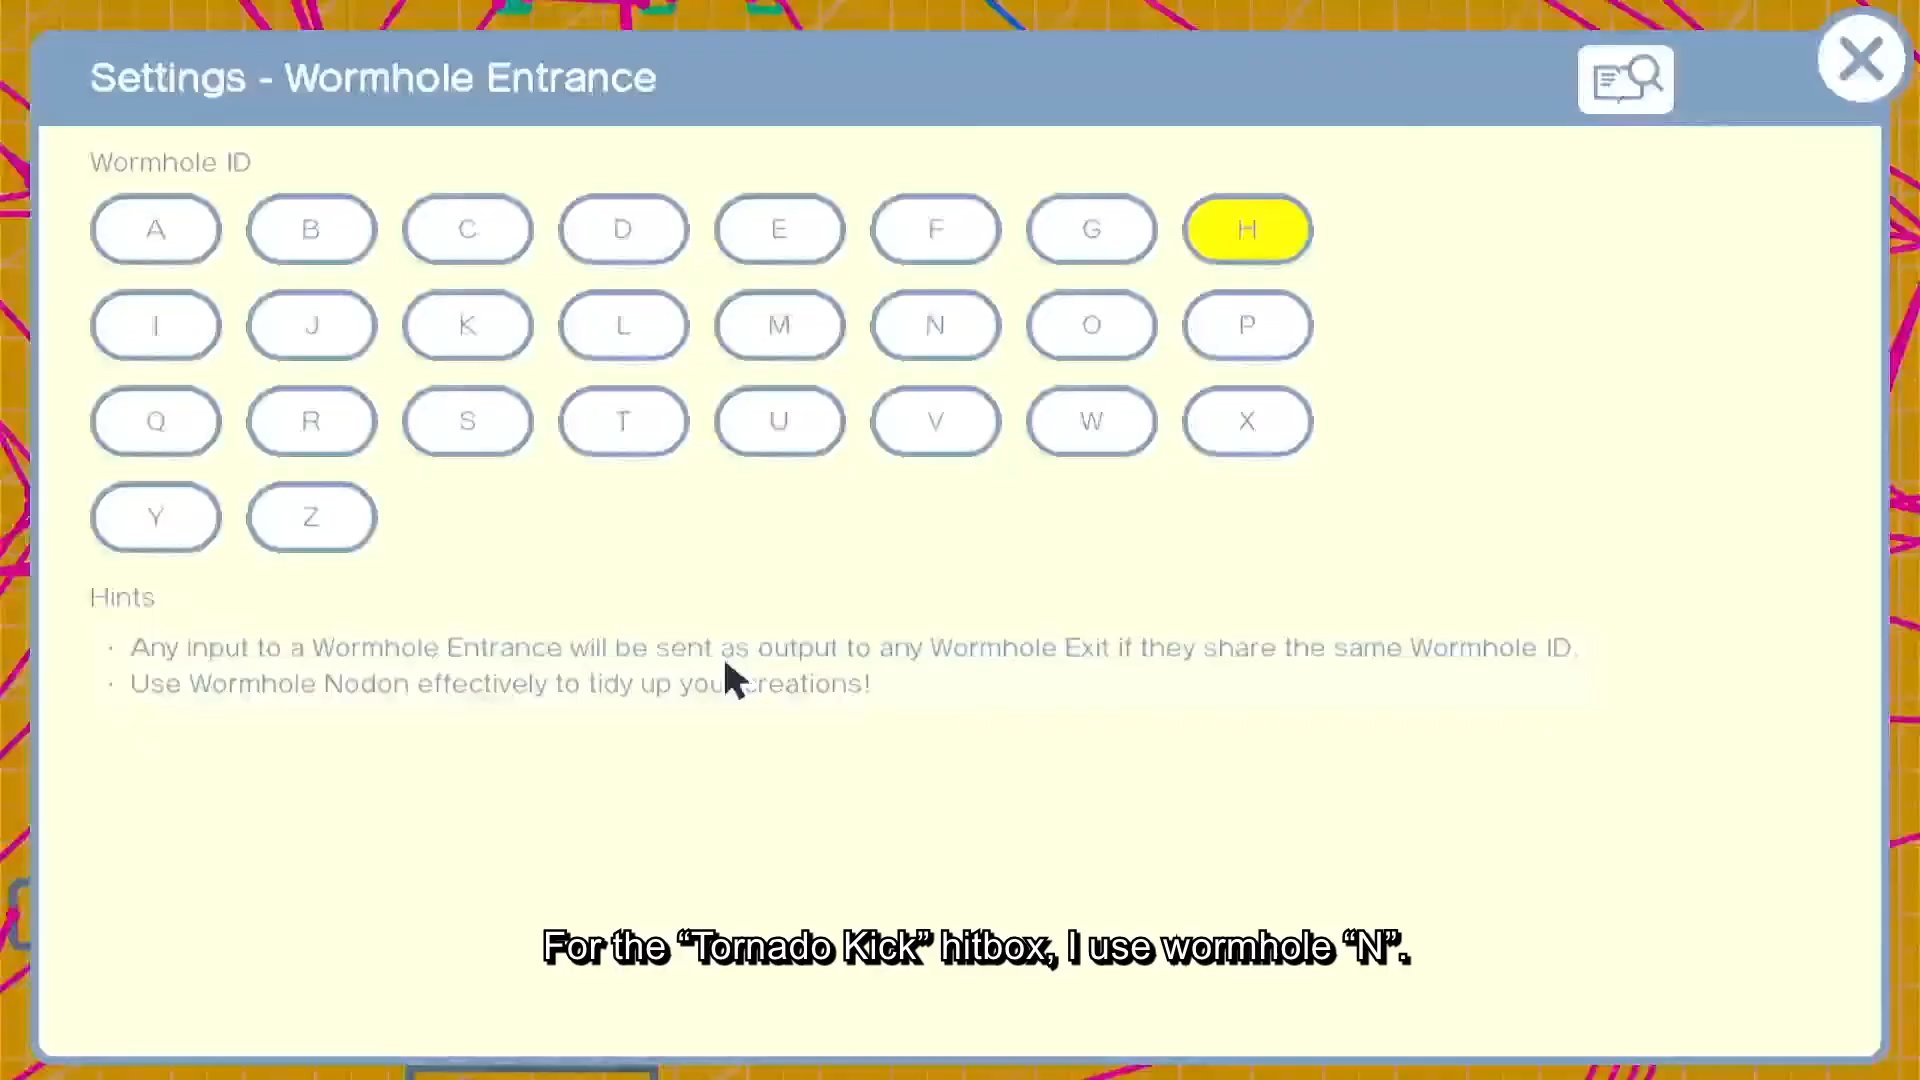 Settings - Wormhole Entrance
Wormhole ID
A B C D E F G H
I J K L M N O P
Q R S T U V W X
Y Z
Hints
· Any input to a Wormhole Entrance will be sent as output to any Wormhole Exit if they share the same Wormhole ID.
· Use Wormhole Nodon effectively to tidy up your creations!
For the “Tornado Kick” hitbox, I use wormhole “N”.